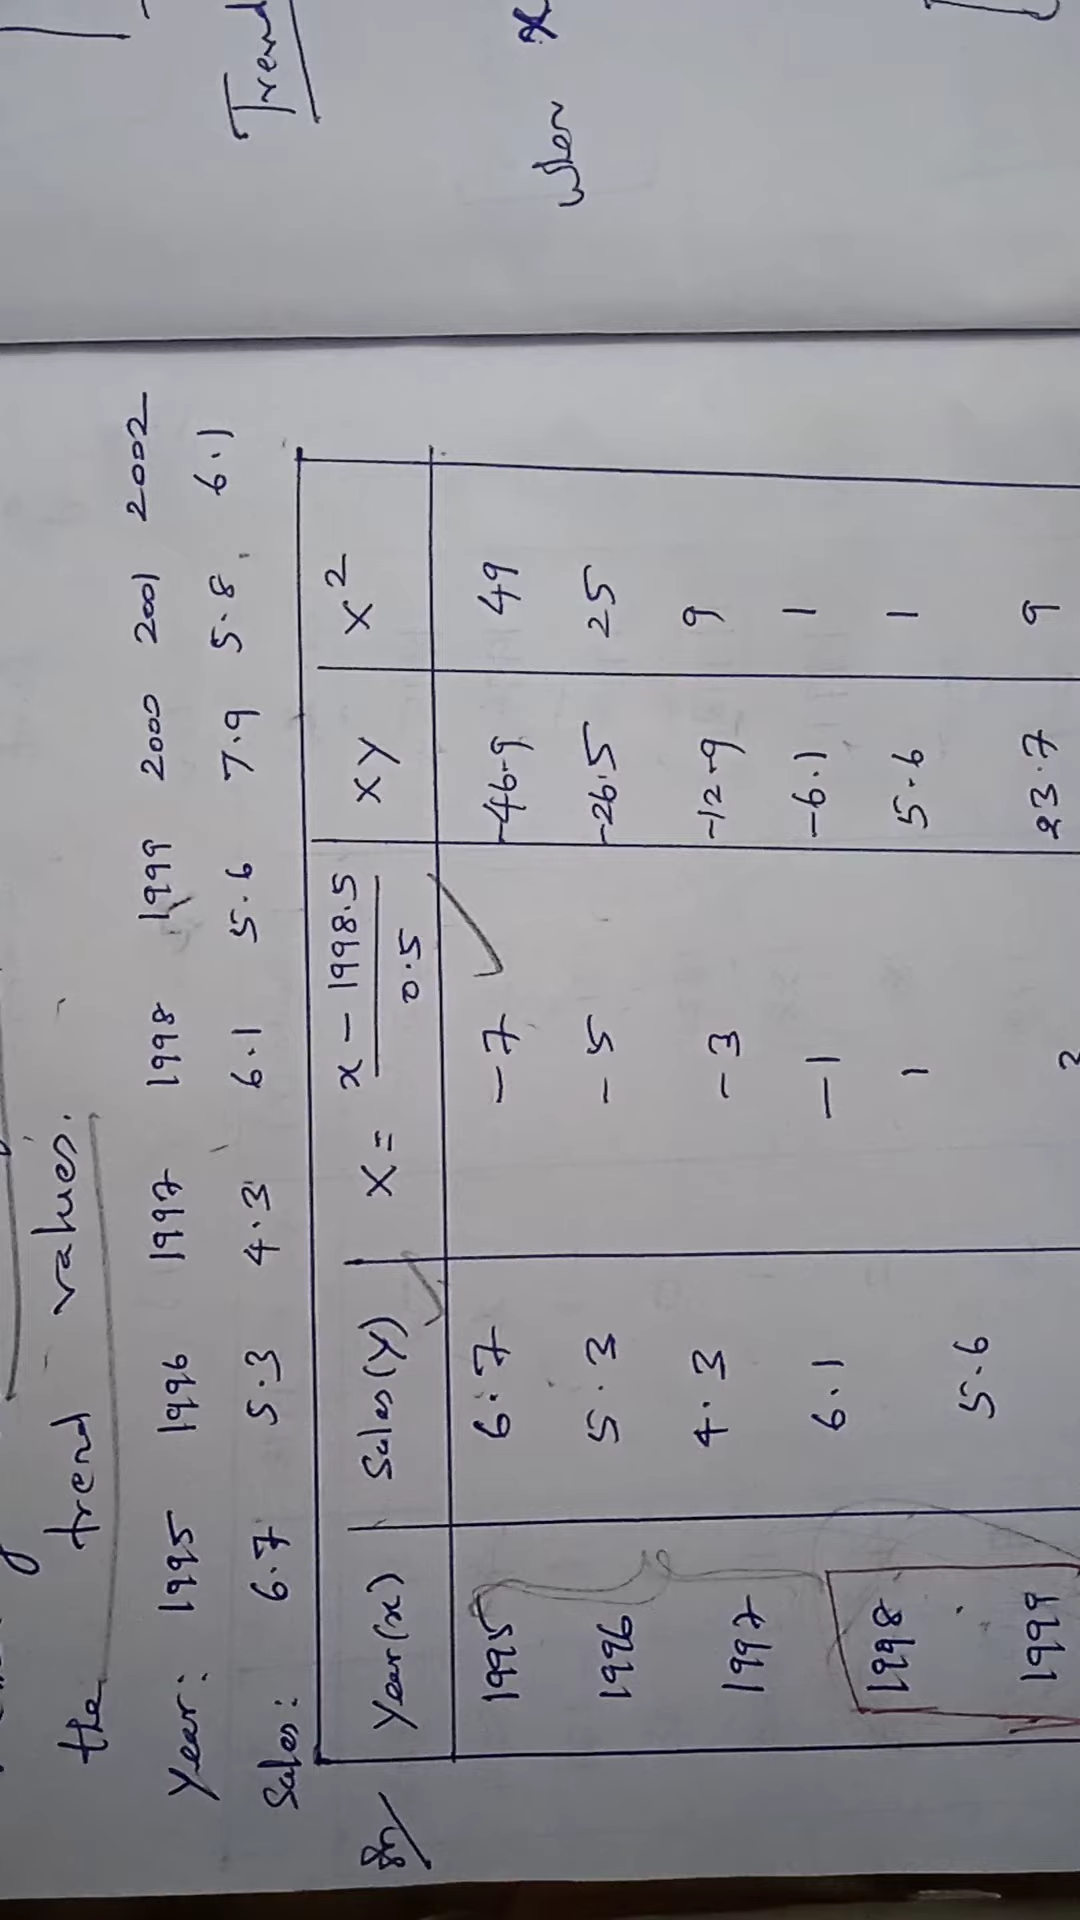 the trend values.
Year: 1995 1996 1997 1998 1999 2000 2001 2002
Sales: 6.7 5.3 4.3 6.1 5.6 7.9 5.8 6.1
Year(x) Sales(y) X = x - 1998.5 / 0.5 XY X²
1995 6.7 -7 -46.9 49
1996 5.3 -5 -26.5 25
1997 4.3 -3 -12.9 9
1998 6.1 -1 -6.1 1
1999 5.6 1 5.6 1
23.7 9
Trend
when x